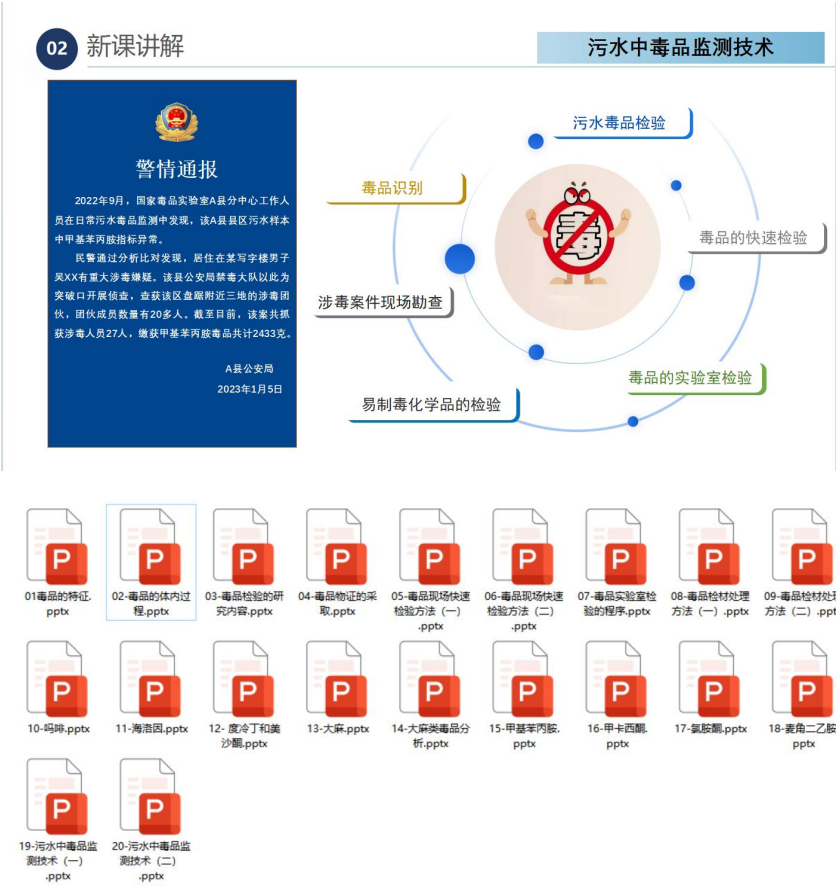 02 新课讲解
污水中毒品监测技术
警情通报
2022年9月，国家毒品实验室A县分中心工作人
员在日常污水毒品监测中发现，该A县县区污水样本
中甲基苯丙胺指标异常。
民警通过分析比对发现，居住在某写字楼男子
吴XX有重大涉毒嫌疑。该县公安局禁毒大队以此为
突破口开展侦查，查获该区盘踞附近三地的涉毒团
伙，团伙成员数量有20多人。截至目前，该案共抓
获涉毒人员27人，缴获甲基苯丙胺毒品共计2433克。
A县公安局
2023年1月5日
污水毒品检验
毒品识别
毒品的快速检验
涉毒案件现场勘查
毒品的实验室检验
易制毒化学品的检验
毒
01毒品的特征.
pptx
02-毒品的体内过
程.pptx
03-毒品检验的研
究内容.pptx
04-毒品物证的采
取.pptx
05-毒品现场快速
检验方法（一）
.pptx
06-毒品现场快速
检验方法（二）
.pptx
07-毒品实验室检
验的程序.pptx
08-毒品检材处理
方法（一）.pptx
09-毒品检材处理
方法（二）.ppt
10-吗啡.pptx
11-海洛因.pptx
12- 度冷丁和美
沙酮.pptx
13-大麻.pptx
14-大麻类毒品分
析.pptx
15-甲基苯丙胺.
pptx
16-甲卡西酮.
pptx
17-氯胺酮.pptx
18-麦角二乙胺
pptx
19-污水中毒品监
测技术（一）
.pptx
20-污水中毒品监
测技术（二）
.pptx